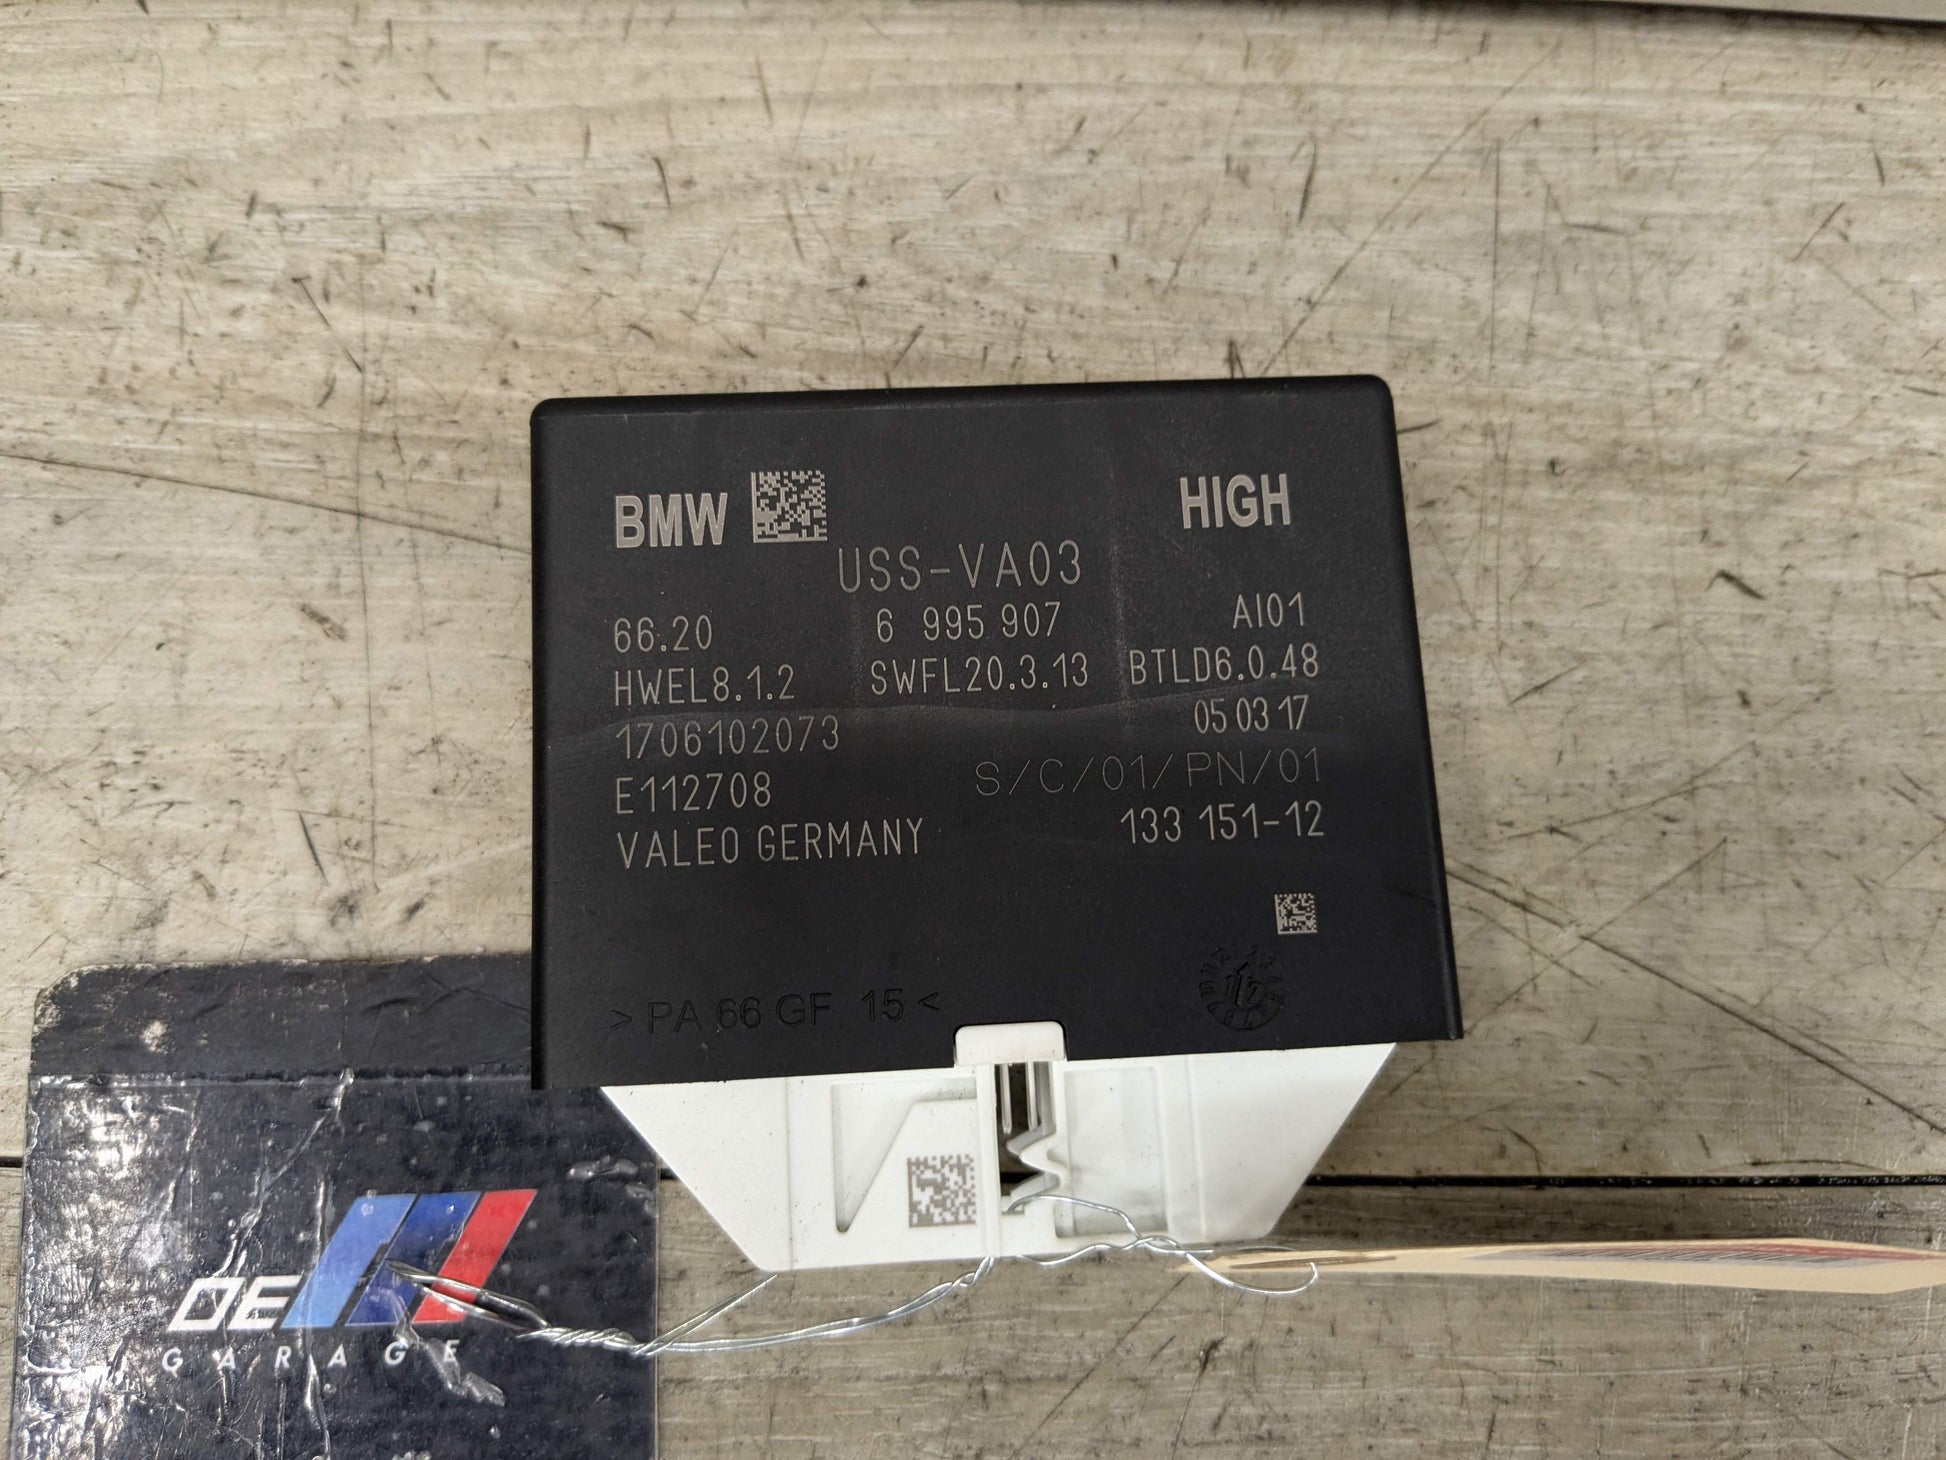 BMW HIGH
USS-VA03
66.20 6 995 907 AI01
HWEL8.1.2 SWFL20.3.13 BTLD6.0.48
1706102073 05 03 17
E112708 S/C/01/PN/01
VALEO GERMANY 133 151-12
> PA 66 GF 15 <
OEM
GARAGE